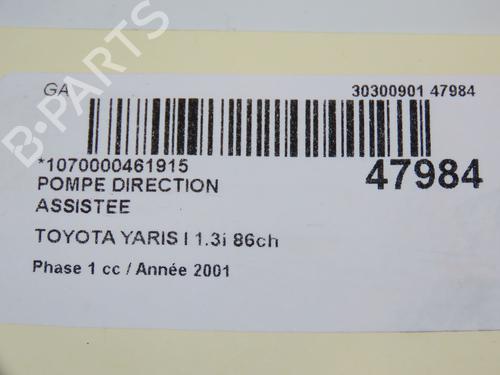 GA
30300901 47984
*1070000461915
47984
POMPE DIRECTION
ASSISTEE
TOYOTA YARIS I 1.3i 86ch
Phase 1 cc / Année 2001
B-PARTS